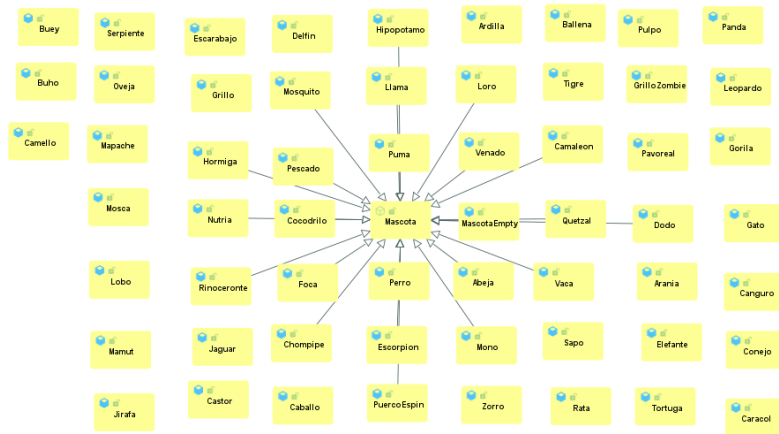 Buey
Serpiente
Escarabajo
Delfin
Hipopotamo
Ardilla
Ballena
Pulpo
Panda
Buho
Oveja
Grillo
Mosquito
Llama
Loro
Tigre
GrilloZombie
Leopardo
Camello
Mapache
Hormiga
Pescado
Puma
Venado
Camaleon
Pavoreal
Gorila
Mosca
Nutria
Cocodrilo
Mascota
MascotaEmpty
Quetzal
Dodo
Gato
Lobo
Rinoceronte
Foca
Perro
Abeja
Vaca
Arania
Canguro
Mamut
Jaguar
Chompipe
Escorpion
Mono
Sapo
Elefante
Conejo
Jirafa
Castor
Caballo
PuercoEspin
Zorro
Rata
Tortuga
Caracol